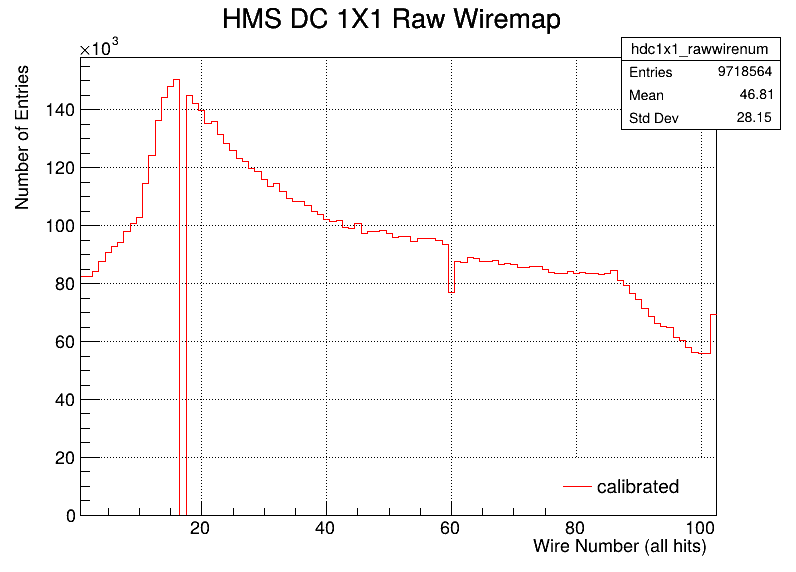 HMS DC 1X1 Raw Wiremap
×10³
hdc1x1_rawwirenum
Entries 9718564
Mean 46.81
Std Dev 28.15
Number of Entries
140
120
100
80
60
40
20
0
calibrated
20 40 60 80 100
Wire Number (all hits)